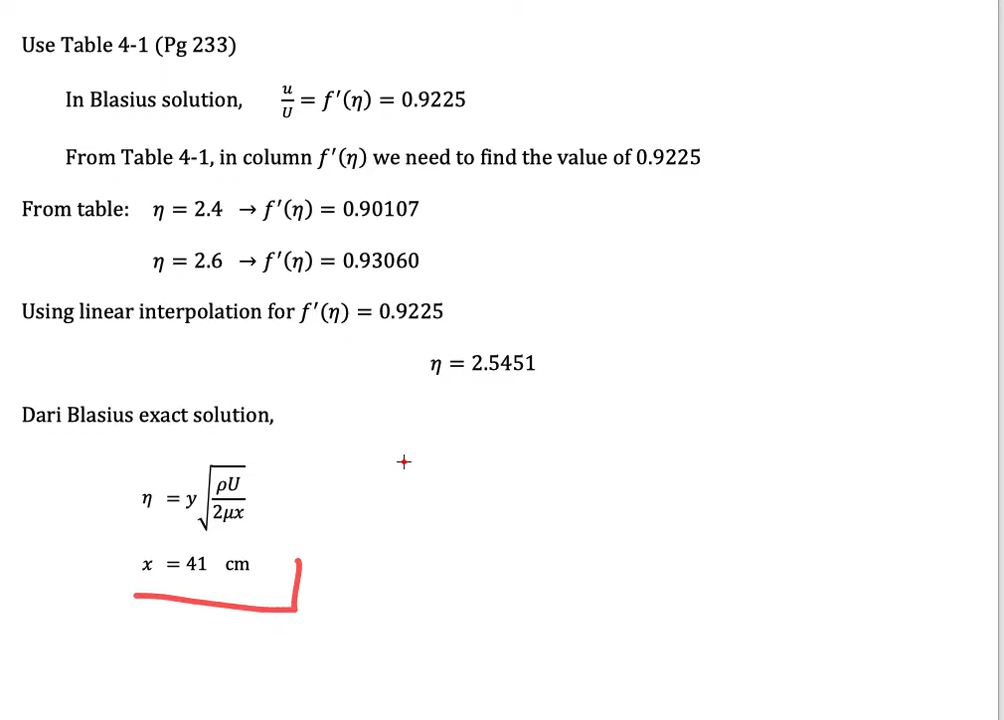 Use Table 4-1 (Pg 233)
In Blasius solution, u/U = f′(η) = 0.9225
From Table 4-1, in column f′(η) we need to find the value of 0.9225
From table: η = 2.4 → f′(η) = 0.90107
η = 2.6 → f′(η) = 0.93060
Using linear interpolation for f′(η) = 0.9225
η = 2.5451
Dari Blasius exact solution,
η = y√(ρU/2μx)
x = 41 cm